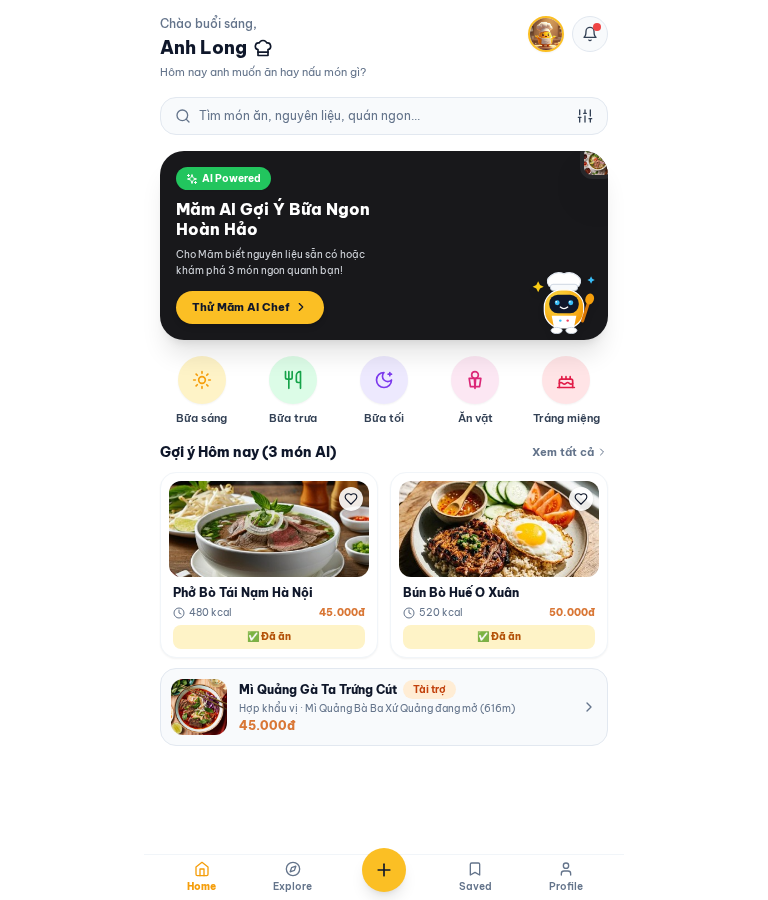 Chào buổi sáng,
Anh Long
Hôm nay anh muốn ăn hay nấu món gì?
Tìm món ăn, nguyên liệu, quán ngon...
AI Powered
Măm AI Gợi Ý Bữa Ngon
Hoàn Hảo
Cho Măm biết nguyên liệu sẵn có hoặc
khám phá 3 món ngon quanh bạn!
Thử Măm AI Chef
Bữa sáng
Bữa trưa
Bữa tối
Ăn vặt
Tráng miệng
Gợi ý Hôm nay (3 món AI)
Xem tất cả
Phở Bò Tái Nạm Hà Nội
480 kcal
45.000đ
✅ Đã ăn
Bún Bò Huế O Xuân
520 kcal
50.000đ
✅ Đã ăn
Mì Quảng Gà Ta Trứng Cút
Tài trợ
Hợp khẩu vị · Mì Quảng Bà Ba Xứ Quảng đang mở (616m)
45.000đ
Home
Explore
Saved
Profile